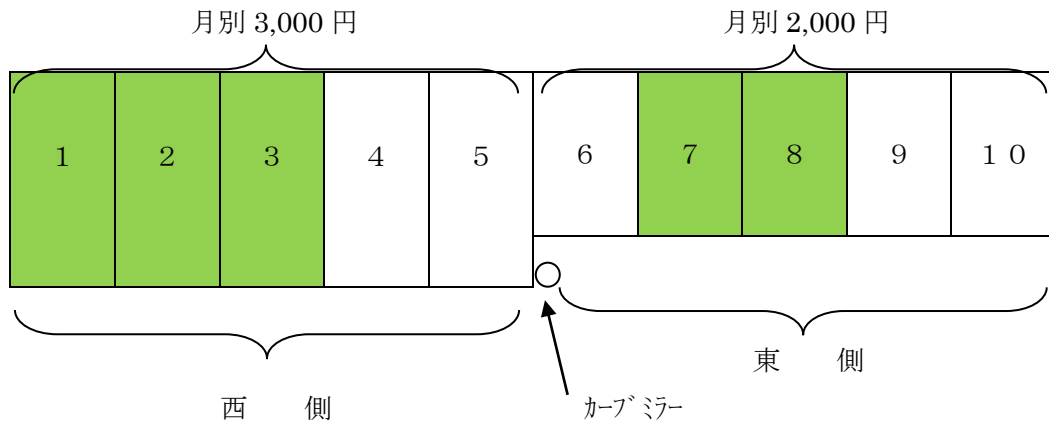 月別 3,000 円
月別 2,000 円
１
２
３
４
５
６
７
８
９
１０
東　　側
西　　側
ｶｰﾌﾞﾐﾗｰ